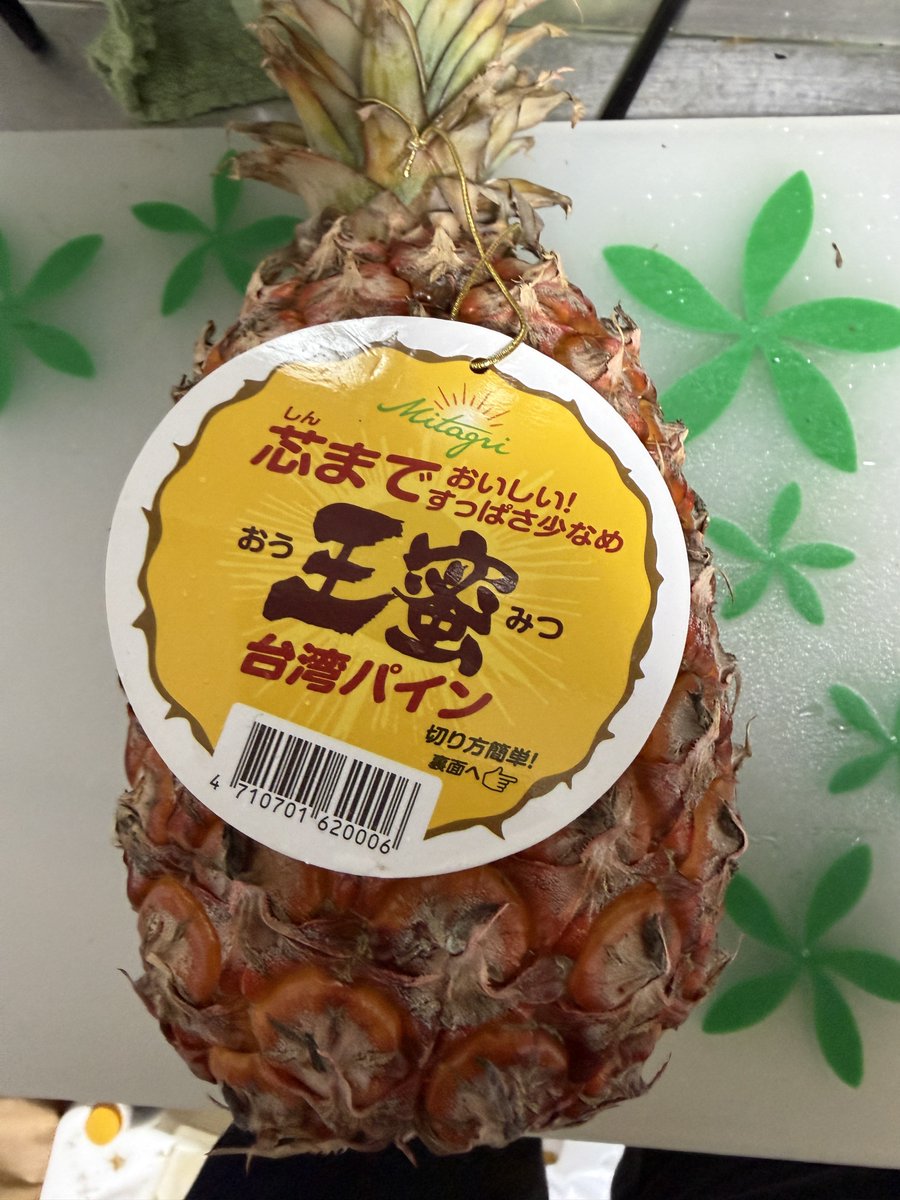 Mitagri
しん
芯まで
おいしい!
すっぱさ少なめ
おう
王蜜
みつ
台湾パイン
切り方簡単!
裏面へ
4 710701 620006